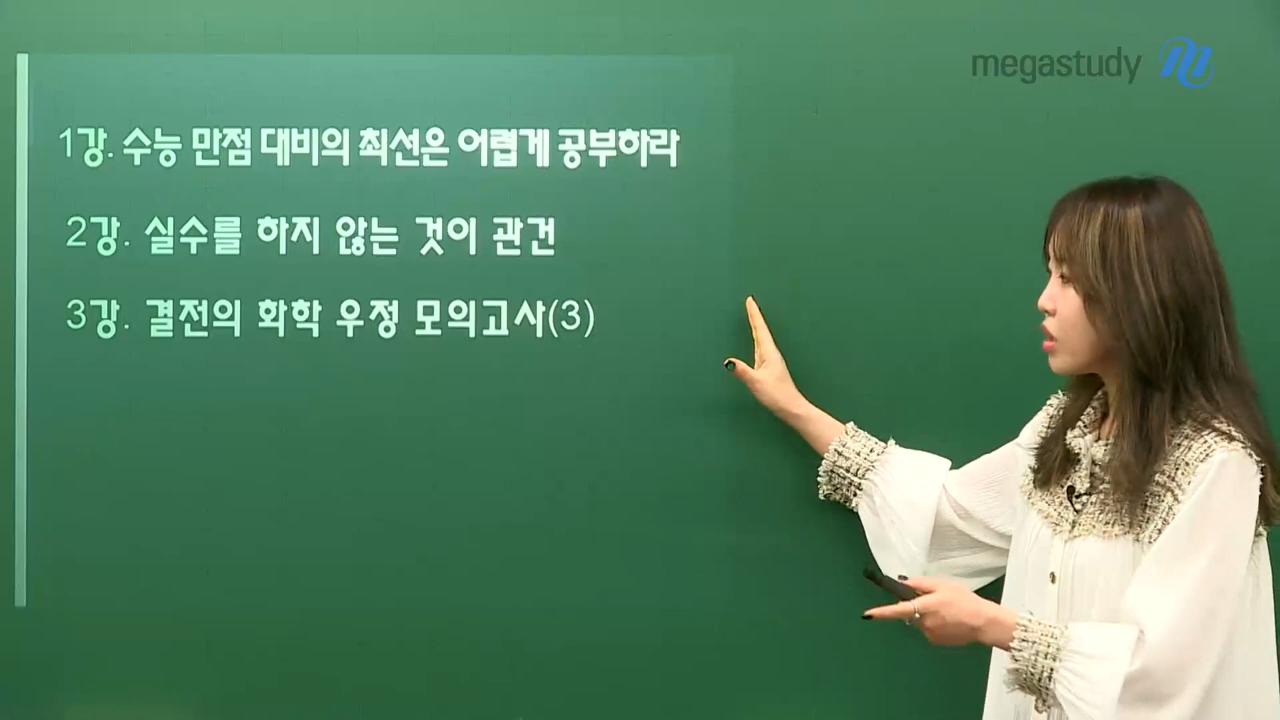 megastudy
1강. 수능 만점 대비의 최선은 어렵게 공부하라
2강. 실수를 하지 않는 것이 관건
3강. 결전의 화학 우정 모의고사(3)